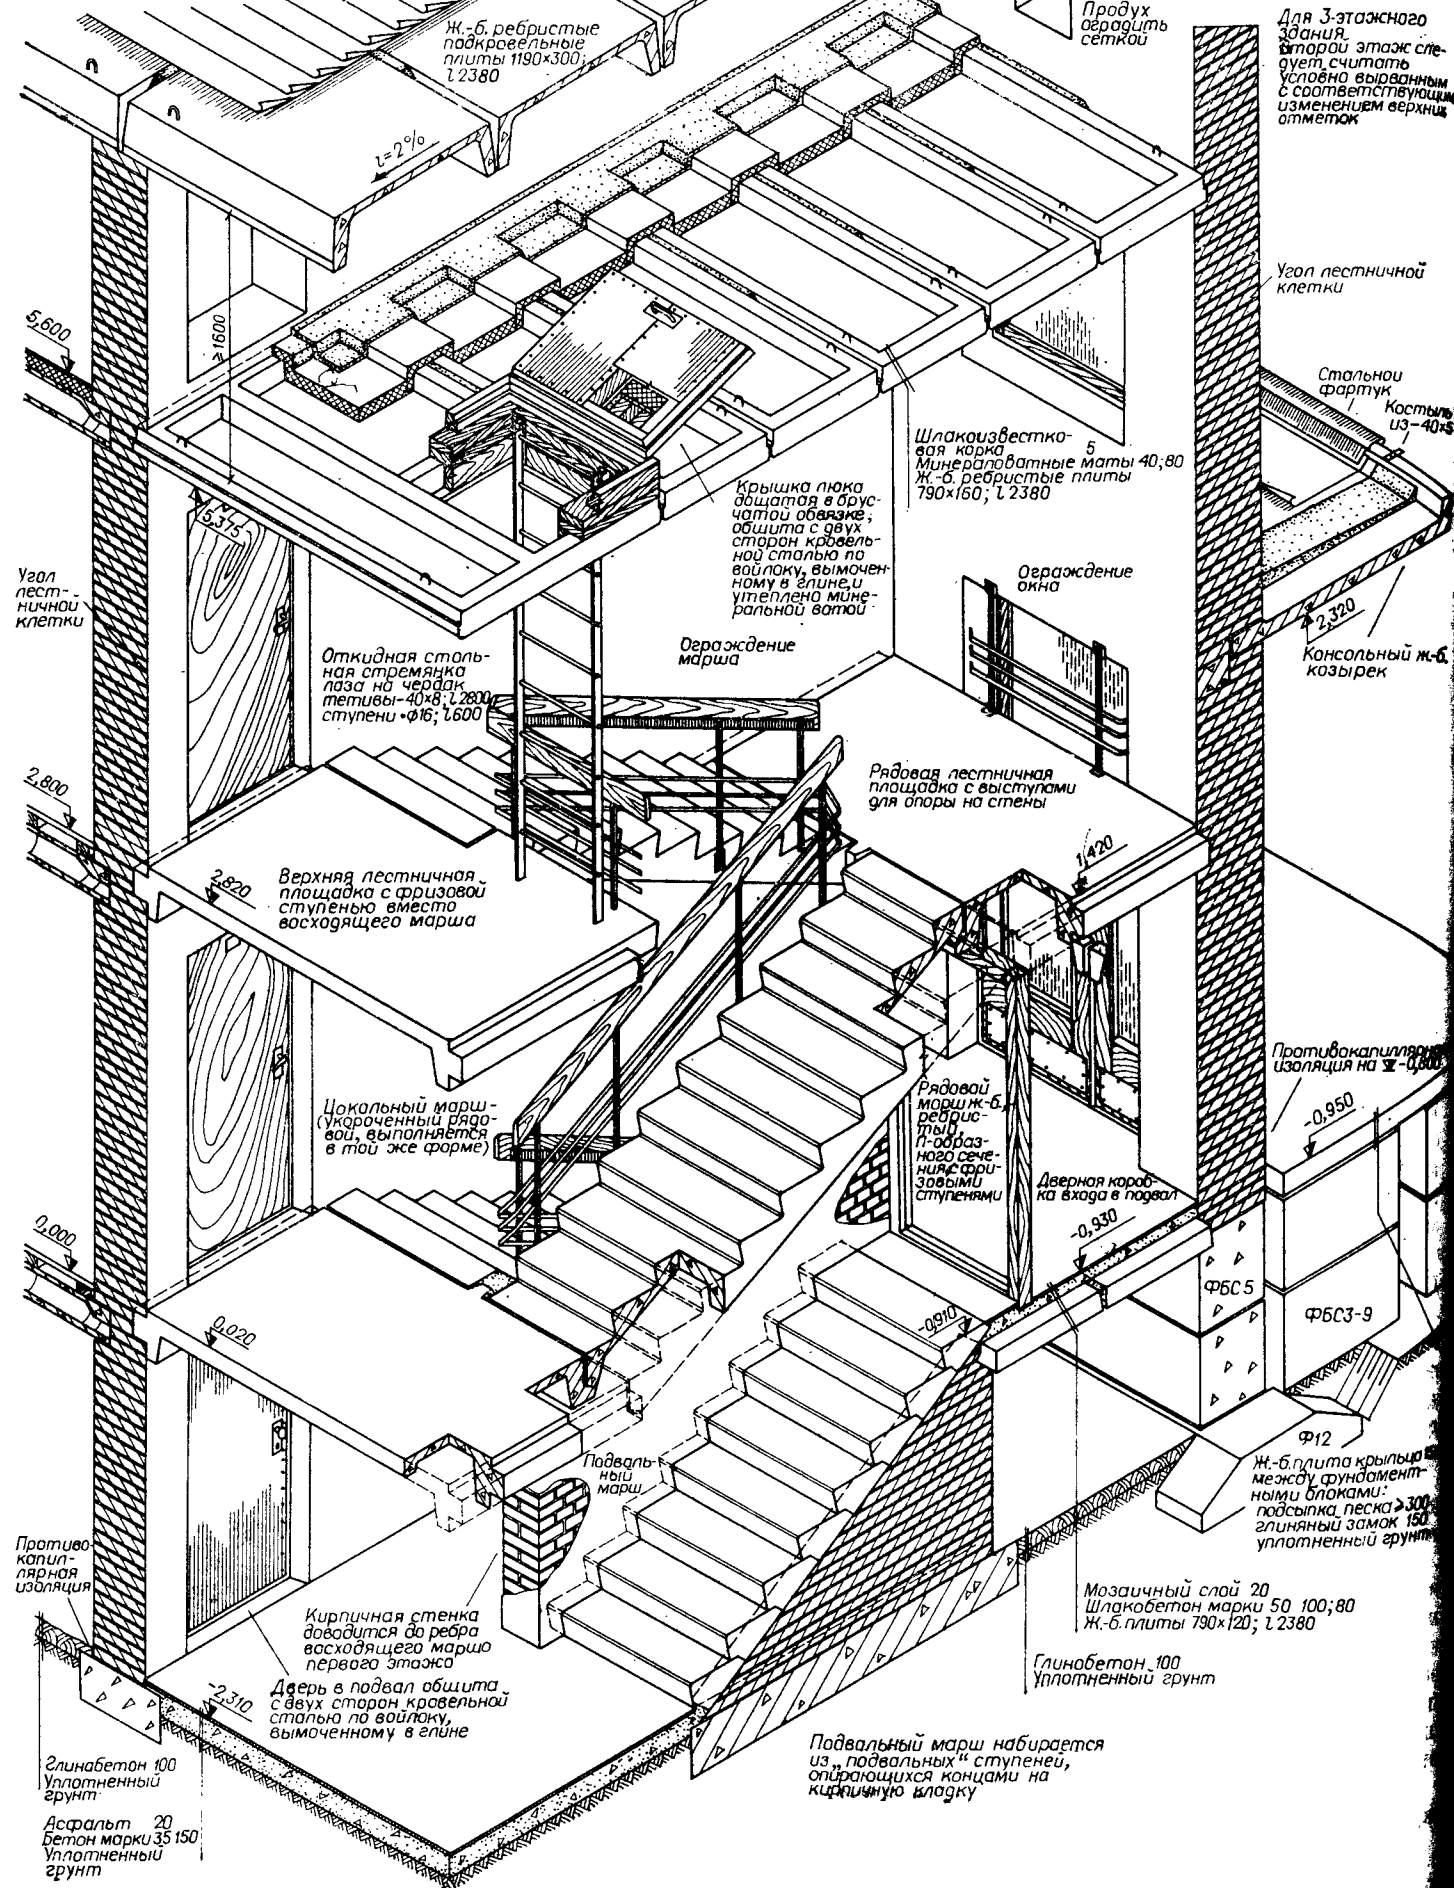 Ж.-б. ребристые
подкровельные
плиты 1190×300;
l 2380
Продух
оградить
сеткой
Для 3-этажного
здания
второй этаж сле-
дует считать
условно вырванным
с соответствующим
изменением верхних
отметок
i=2%
≥1600
5,600
Угол лестничной
клетки
Стальной
фартук
Костыль
из -40×5
Шлакоизвестко-
вая корка 5
Минераловатные маты 40;80
Ж.-б. ребристые плиты
790×160; l 2380
Крышка люка
дощатая в брус-
чатой обвязке;
обшита с двух
сторон кровель-
ной сталью по
войлоку, вымочен-
ному в глине,и
утеплено мине-
ральной ватой
5,375
Угол
лест-
ничной
клетки
Ограждение
окна
2,320
Консольный ж-б.
козырек
Ограждение
марша
Откидная сталь-
ная стремянка
лаза на чердак
тетивы-40×8; l 2800
ступени •ф16; l 600
2,800
Рядовая лестничная
площадка с выступами
для опоры на стены
1,420
2,820
Верхняя лестничная
площадка с фризовой
ступенью вместо
восходящего марша
Противокапиллярная
изоляция на
-0,950
Цокольный марш-
(укороченный рядо-
вой, выполняется
в той же форме)
Рядовой
марш ж-б.
ребрис-
тый,
П-образ-
ного сече-
ния,с фри-
зовыми
ступенями
Дверная короб-
ка входа в подвал
-0,930
0,000
0,020
-0,910
ФБС 5
ФБС3-9
Ф12
Ж.-б.плита крыльца
между фундамент-
ными блоками:
подсыпка песка ≥300
глиняный замок 150
уплотненный грунт
Подваль-
ный
марш
Противо-
капил-
лярная
изоляция
Кирпичная стенка
доводится до ребра
восходящего марша
первого этажа
Дверь в подвал обшита
с двух сторон кровельной
сталью по войлоку,
вымоченному в глине
-2,310
Мозаичный слой 20
Шлакобетон марки 50 100;80
Ж.-б. плиты 790×120; l 2380
Глинобетон 100
Уплотненный грунт
Подвальный марш набирается
из „подвальных“ ступеней,
опирающихся концами на
кирпичную кладку
Глинабетон 100
Уплотненный
грунт
Асфальт 20
Бетон марки 35 150
Уплотненный
грунт